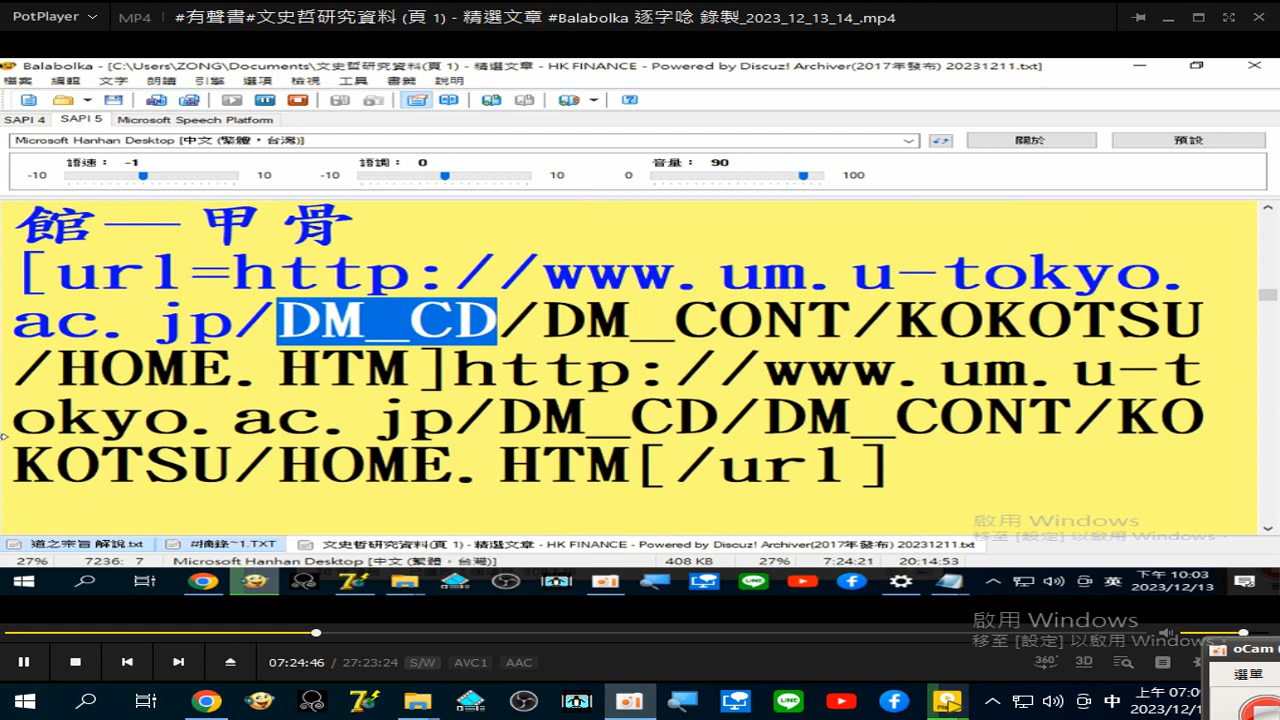 PotPlayer
MP4
#有聲書#文史哲研究資料 (頁 1) - 精選文章 #Balabolka 逐字唸 錄製_2023_12_13_14_.mp4
Balabolka - [C:\Users\ZONG\Documents\文史哲研究資料(頁 1) - 精選文章 - HK FINANCE - Powered by Discuz! Archiver(2017年發布) 20231211.txt]
檔案 編輯 文字 朗讀 引擎 選項 檢視 工具 書籤 說明
SAPI 4 SAPI 5 Microsoft Speech Platform
Microsoft Hanhan Desktop [中文 (繁體，台灣)]
關於 預設
語速： -1 語調： 0 音量： 90
-10 10 -10 10 0 100
館—甲骨
[url=http://www.um.u-tokyo.
ac.jp/DM_CD/DM_CONT/KOKOTSU
/HOME.HTM]http://www.um.u-t
okyo.ac.jp/DM_CD/DM_CONT/KO
KOTSU/HOME.HTM[/url]
啟用 Windows
移至 [設定] 以啟用 Windows。
道之宗旨 解說.txt #摘錄~1.TXT 文史哲研究資料(頁 1) - 精選文章 - HK FINANCE - Powered by Discuz! Archiver(2017年發布) 20231211.txt
27% 7236: 7 Microsoft Hanhan Desktop [中文 (繁體，台灣)] 408 KB 27% 7:24:21 20:14:53
英 下午 10:03
2023/12/13
啟用 Windows
移至 [設定] 以啟用 Windows。
07:24:46 / 27:23:24 S/W AVC1 AAC
360° 3D
oCam
選單
中 上午 07:0
2023/12/